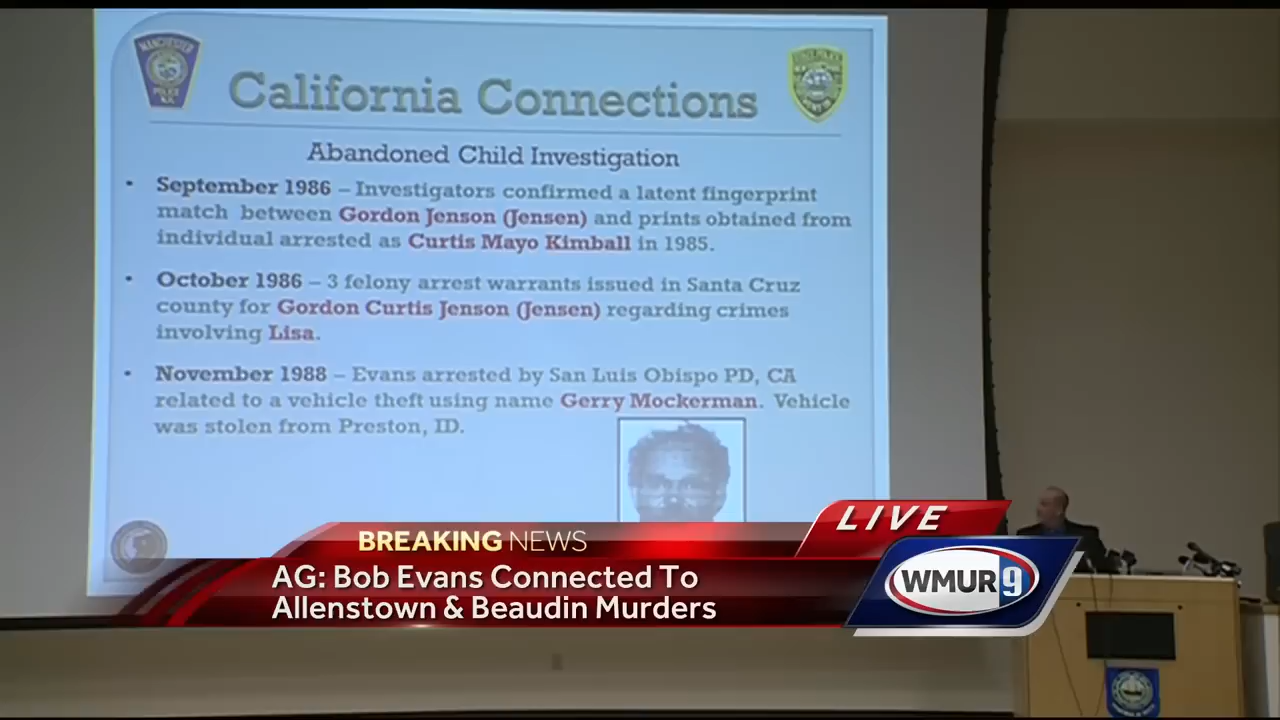 MANCHESTER
POLICE
N.H.
STATE POLICE
California Connections
Abandoned Child Investigation
• September 1986 – Investigators confirmed a latent fingerprint
match between Gordon Jenson (Jensen) and prints obtained from
individual arrested as Curtis Mayo Kimball in 1985.
• October 1986 – 3 felony arrest warrants issued in Santa Cruz
county for Gordon Curtis Jenson (Jensen) regarding crimes
involving Lisa.
• November 1988 – Evans arrested by San Luis Obispo PD, CA
related to a vehicle theft using name Gerry Mockerman. Vehicle
was stolen from Preston, ID.
LIVE
BREAKING NEWS
AG: Bob Evans Connected To
Allenstown & Beaudin Murders
WMUR 9